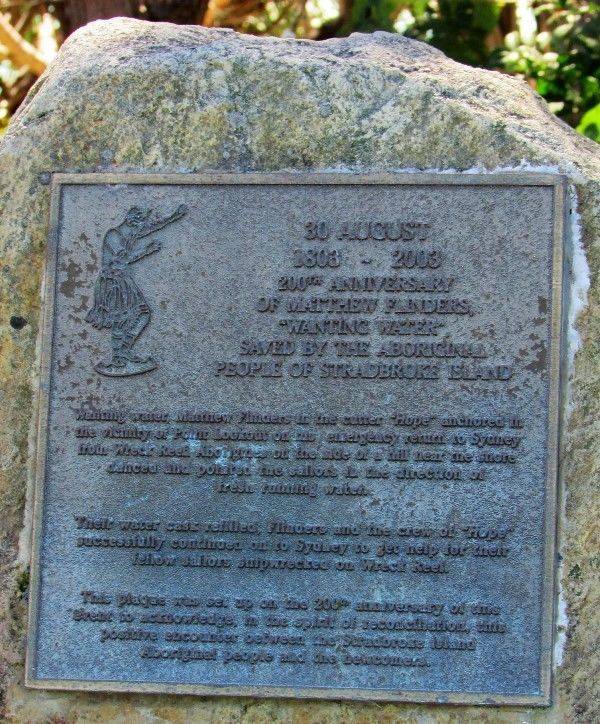 30 AUGUST
1803 - 2003
200TH ANNIVERSARY
OF MATTHEW FLINDERS,
"WANTING WATER"
SAVED BY THE ABORIGINAL
PEOPLE OF STRADBROKE ISLAND
Wanting water, Matthew Flinders in the cutter "Hope" anchored in
the vicinity of Point Lookout on his emergency return to Sydney
from Wreck Reef. Aborigines on the side of a hill near the shore
danced and pointed the sailors in the direction of
fresh running water.
Their water cask refilled, Flinders and the crew of "Hope"
successfully continued on to Sydney to get help for their
fellow sailors shipwrecked on Wreck Reef.
This plaque was set up on the 200th anniversary of the
event to acknowledge, in the spirit of reconciliation, this
positive encounter between the Stradbroke Island
Aboriginal people and the newcomers.